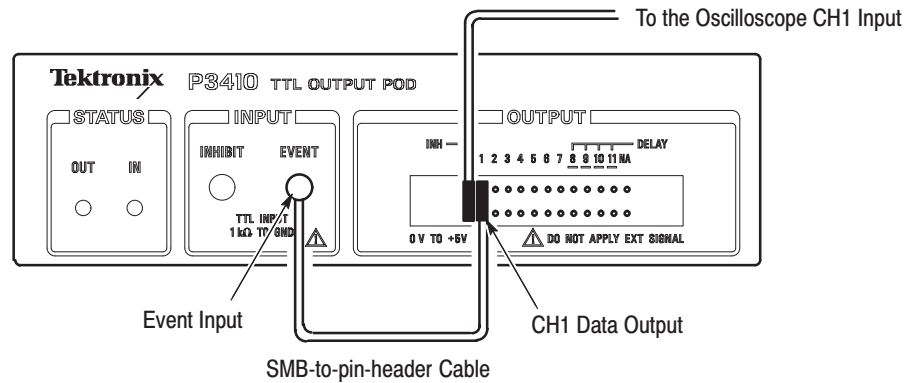 To the Oscilloscope CH1 Input
Tektronix P3410 TTL OUTPUT POD
STATUS
OUT IN
INPUT
INHIBIT EVENT
TTL INPUT
1 kΩ TO GND
OUTPUT
INH DELAY
1 2 3 4 5 6 7 8 9 10 11 NA
0 V TO +5V
DO NOT APPLY EXT SIGNAL
Event Input
CH1 Data Output
SMB-to-pin-header Cable